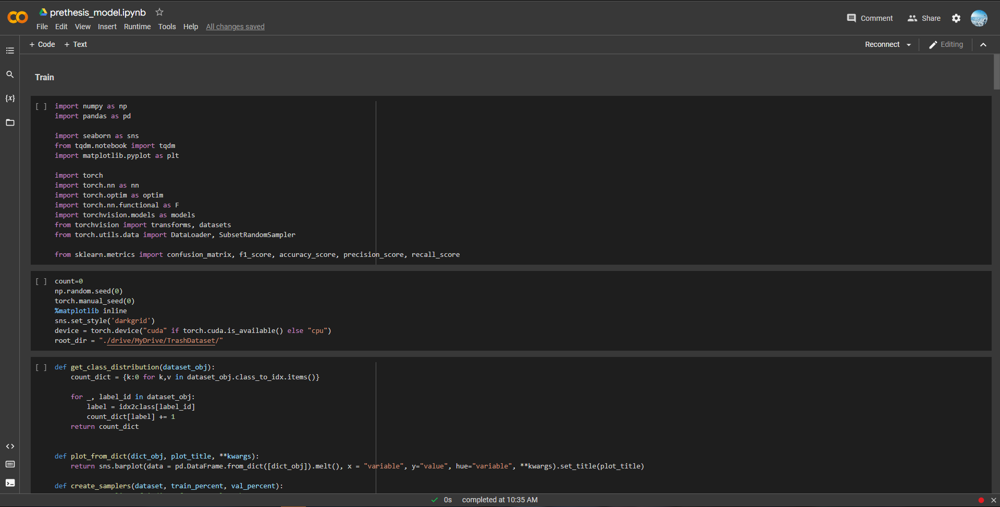 prethesis_model.ipynb
File Edit View Insert Runtime Tools Help All changes saved
Comment Share
+ Code + Text
Reconnect Editing
Train
[ ] import numpy as np
import pandas as pd
import seaborn as sns
from tqdm.notebook import tqdm
import matplotlib.pyplot as plt
import torch
import torch.nn as nn
import torch.optim as optim
import torch.nn.functional as F
import torchvision.models as models
from torchvision import transforms, datasets
from torch.utils.data import DataLoader, SubsetRandomSampler
from sklearn.metrics import confusion_matrix, f1_score, accuracy_score, precision_score, recall_score
[ ] count=0
np.random.seed(0)
torch.manual_seed(0)
%matplotlib inline
sns.set_style('darkgrid')
device = torch.device("cuda" if torch.cuda.is_available() else "cpu")
root_dir = "./drive/MyDrive/TrashDataset/"
[ ] def get_class_distribution(dataset_obj):
count_dict = {k:0 for k,v in dataset_obj.class_to_idx.items()}
for _, label_id in dataset_obj:
label = idx2class[label_id]
count_dict[label] += 1
return count_dict
def plot_from_dict(dict_obj, plot_title, **kwargs):
return sns.barplot(data = pd.DataFrame.from_dict([dict_obj]).melt(), x = "variable", y="value", hue="variable", **kwargs).set_title(plot_title)
def create_samplers(dataset, train_percent, val_percent):
0s completed at 10:35 AM